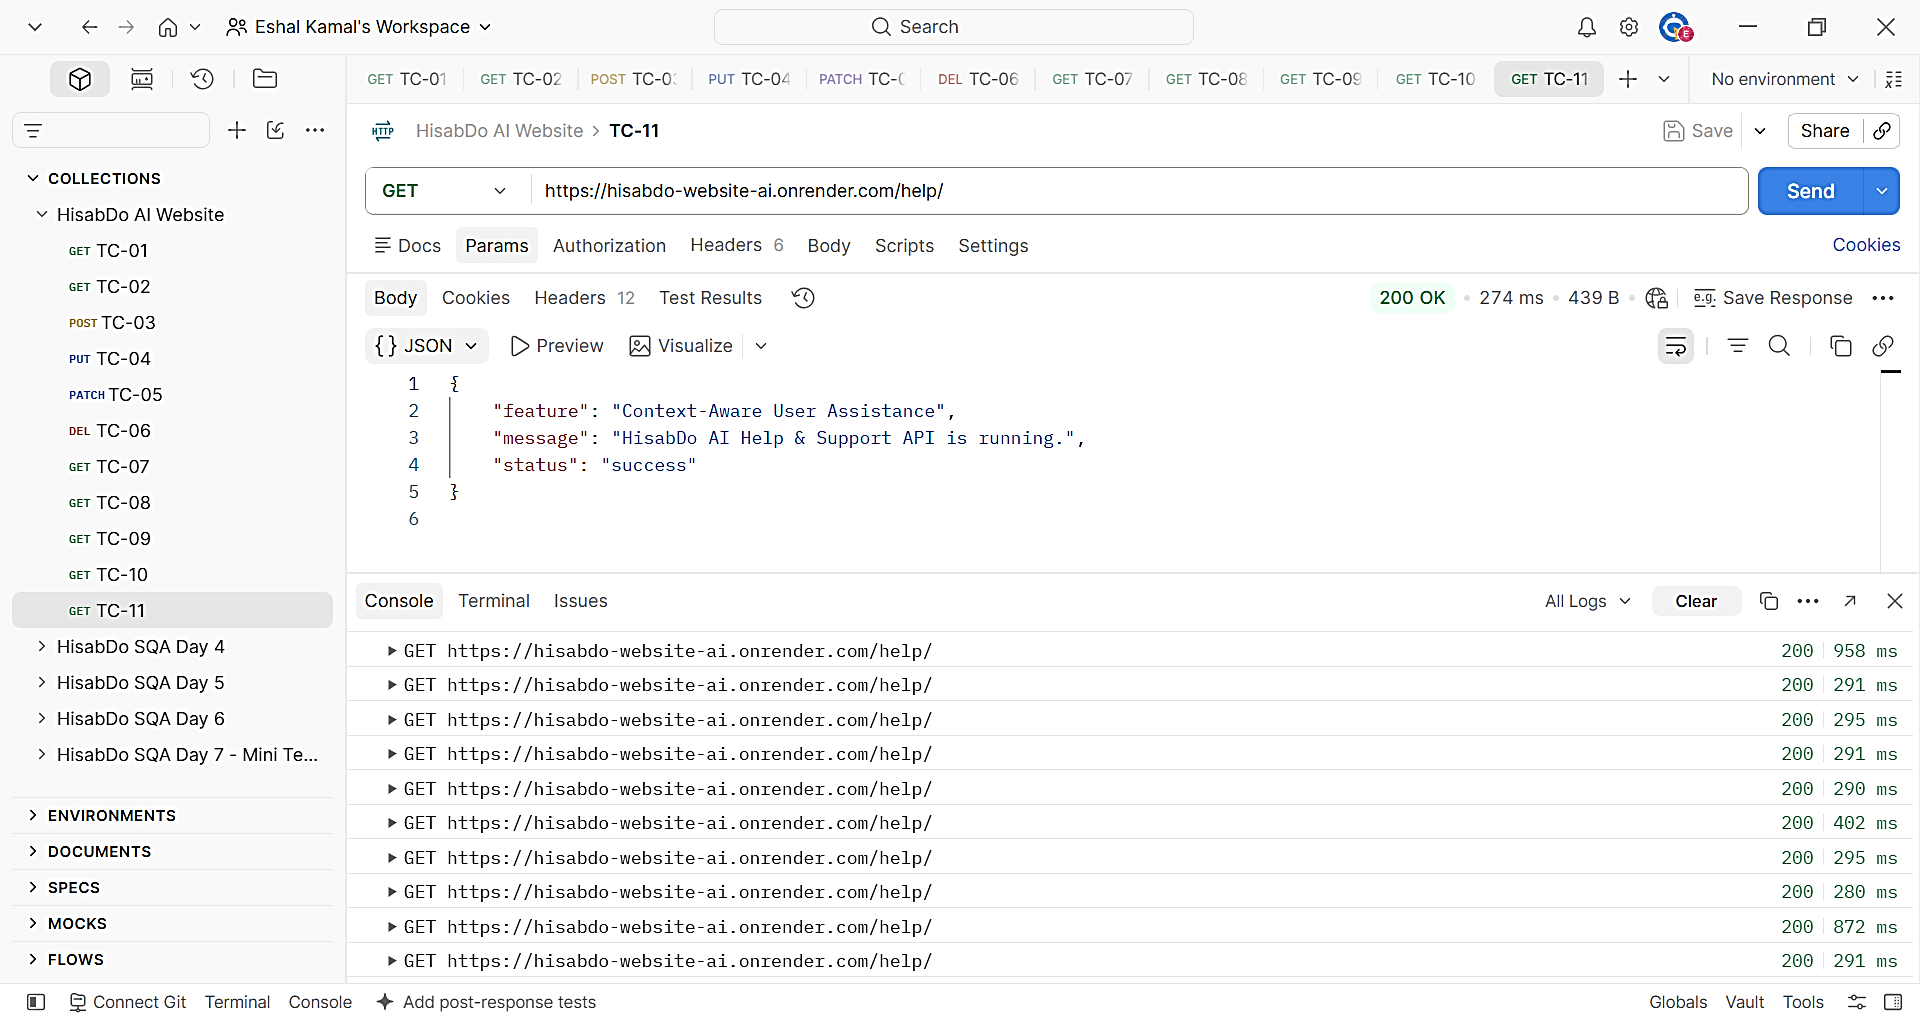 Eshal Kamal's Workspace
Search
GET TC-01
GET TC-02
POST TC-0
PUT TC-04
PATCH TC-
DEL TC-06
GET TC-07
GET TC-08
GET TC-09
GET TC-10
GET TC-11
No environment
HisabDo AI Website > TC-11
Save
Share
GET
https://hisabdo-website-ai.onrender.com/help/
Send
Docs
Params
Authorization
Headers 6
Body
Scripts
Settings
Cookies
COLLECTIONS
HisabDo AI Website
GET TC-01
GET TC-02
POST TC-03
PUT TC-04
PATCH TC-05
DEL TC-06
GET TC-07
GET TC-08
GET TC-09
GET TC-10
GET TC-11
HisabDo SQA Day 4
HisabDo SQA Day 5
HisabDo SQA Day 6
HisabDo SQA Day 7 - Mini Te...
ENVIRONMENTS
DOCUMENTS
SPECS
MOCKS
FLOWS
Body
Cookies
Headers 12
Test Results
200 OK
274 ms
439 B
Save Response
{} JSON
Preview
Visualize
1 {
2 "feature": "Context-Aware User Assistance",
3 "message": "HisabDo AI Help & Support API is running.",
4 "status": "success"
5 }
6
Console
Terminal
Issues
All Logs
Clear
GET https://hisabdo-website-ai.onrender.com/help/ 200 958 ms
GET https://hisabdo-website-ai.onrender.com/help/ 200 291 ms
GET https://hisabdo-website-ai.onrender.com/help/ 200 295 ms
GET https://hisabdo-website-ai.onrender.com/help/ 200 291 ms
GET https://hisabdo-website-ai.onrender.com/help/ 200 290 ms
GET https://hisabdo-website-ai.onrender.com/help/ 200 402 ms
GET https://hisabdo-website-ai.onrender.com/help/ 200 295 ms
GET https://hisabdo-website-ai.onrender.com/help/ 200 280 ms
GET https://hisabdo-website-ai.onrender.com/help/ 200 872 ms
GET https://hisabdo-website-ai.onrender.com/help/ 200 291 ms
Connect Git
Terminal
Console
Add post-response tests
Globals
Vault
Tools